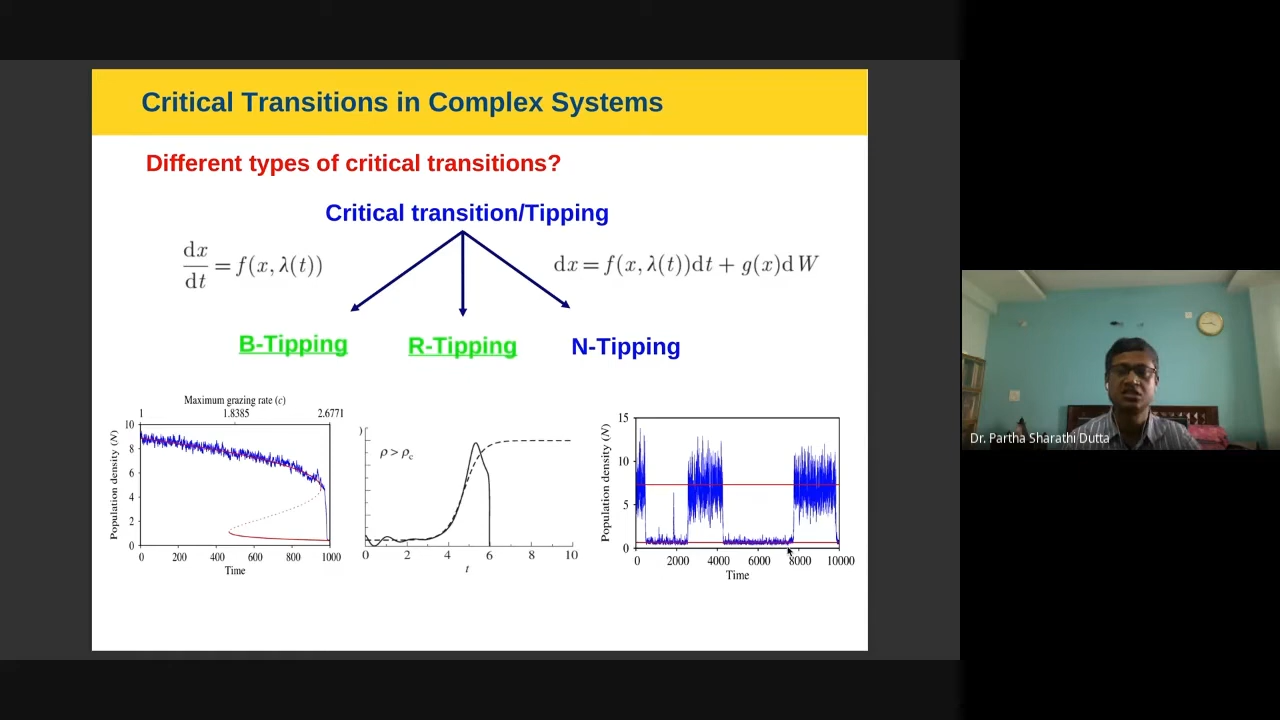 Critical Transitions in Complex Systems
Different types of critical transitions?
Critical transition/Tipping
dx/dt = f(x, λ(t))
dx = f(x, λ(t))dt + g(x)dW
B-Tipping
R-Tipping
N-Tipping
Maximum grazing rate (c)
1 1.8385 2.6771
Population density (N)
10
8
6
4
2
0
0 200 400 600 800 1000
Time
)
ρ > ρc
0 2 4 6 8 10
t
Population density (N)
15
10
5
0
0 2000 4000 6000 8000 10000
Time
Dr. Partha Sharathi Dutta